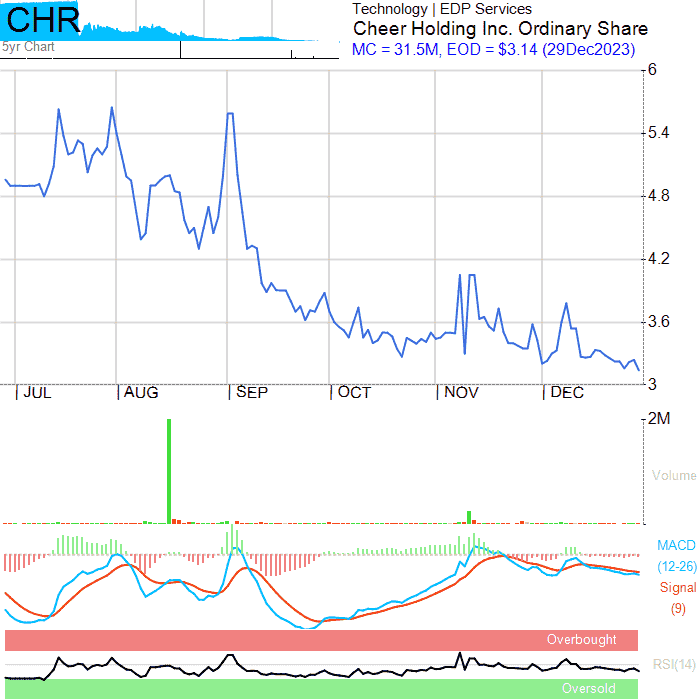 CHR
5yr Chart
Technology | EDP Services
Cheer Holding Inc. Ordinary Share
MC = 31.5M, EOD = $3.14 (29Dec2023)
6
5.4
4.8
4.2
3.6
3
JUL AUG SEP OCT NOV DEC
2M
Volume
MACD
(12-26)
Signal
(9)
Overbought
RSI(14)
Oversold